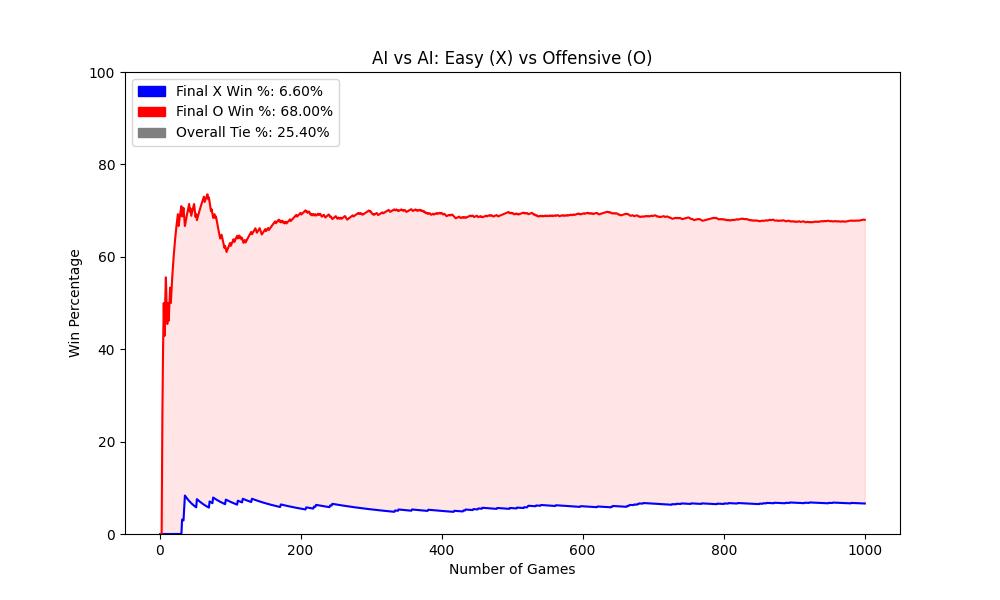 AI vs AI: Easy (X) vs Offensive (O)
100
80
60
40
20
0
Win Percentage
Final X Win %: 6.60%
Final O Win %: 68.00%
Overall Tie %: 25.40%
0
200
400
600
800
1000
Number of Games